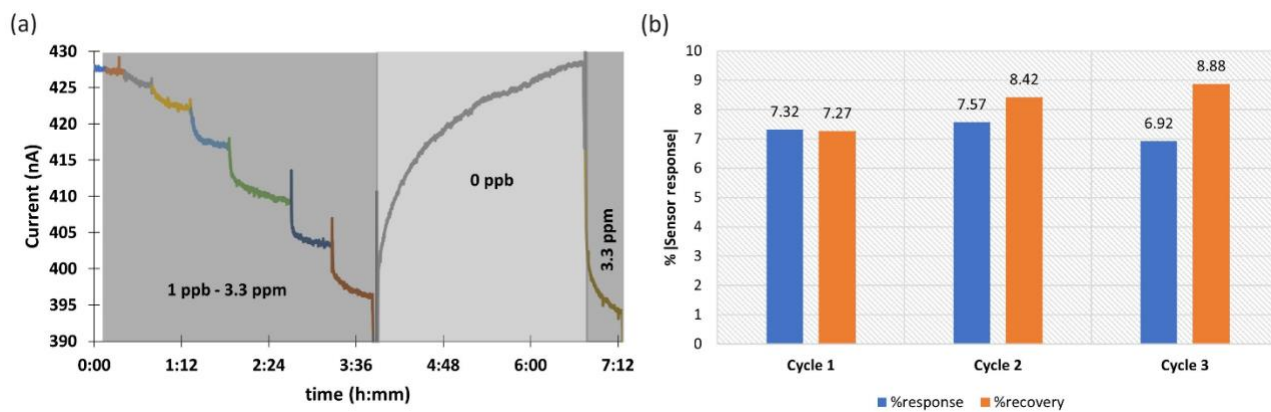 (a)
430
425
420
415
410
405
400
395
390
Current (nA)
1 ppb - 3.3 ppm
0 ppb
3.3 ppm
0:00 1:12 2:24 3:36 4:48 6:00 7:12
time (h:mm)
(b)
10
9
8
7
6
5
4
3
2
1
0
% |Sensor response|
7.32 7.27 7.57 8.42 6.92 8.88
Cycle 1 Cycle 2 Cycle 3
%response %recovery